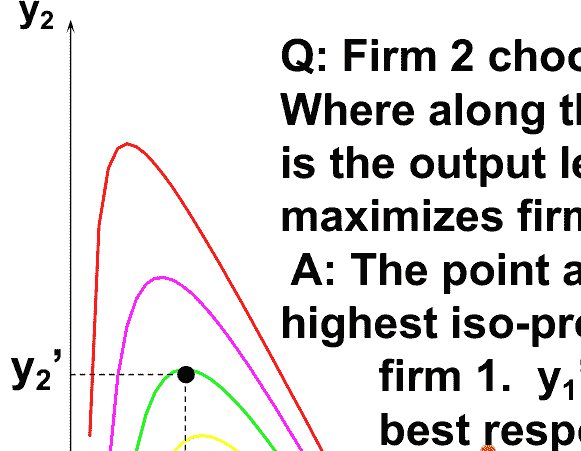 y₂
Q: Firm 2 choo
Where along th
is the output le
maximizes firm
A: The point a
highest iso-pro
y₂’
firm 1. y₁’
best respo